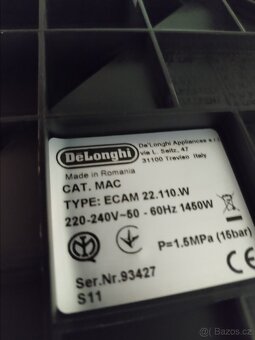 DeLonghi
De'Longhi Appliances s.r.l.
via L. Seitz, 47
31100 Treviso Italy
Made in Romania
CAT. MAC
TYPE: ECAM 22.110.W
220-240V~50 - 60Hz 1450W
P=1,5MPa (15bar)
CE
Ser.Nr.93427
S11
bazos.cz